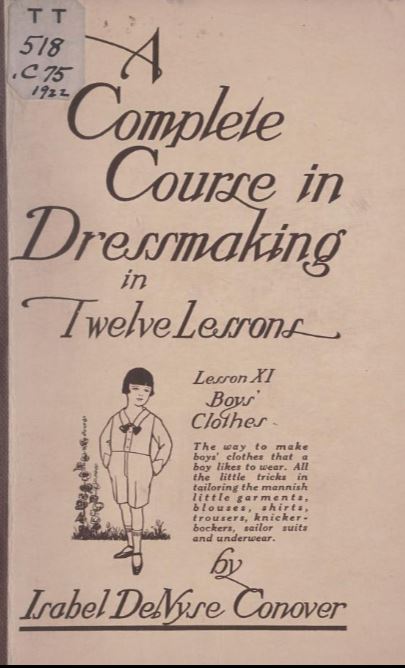 TT
518
.C75
1922
A
Complete
Course in
Dressmaking
in
Twelve Lessons
Lesson XI
Boys'
Clothes
The way to make
boys' clothes that a
boy likes to wear. All
the little tricks in
tailoring the mannish
little garments,
blouses, shirts,
trousers, knicker-
bockers, sailor suits
and underwear.
by
Isabel DeNyse Conover